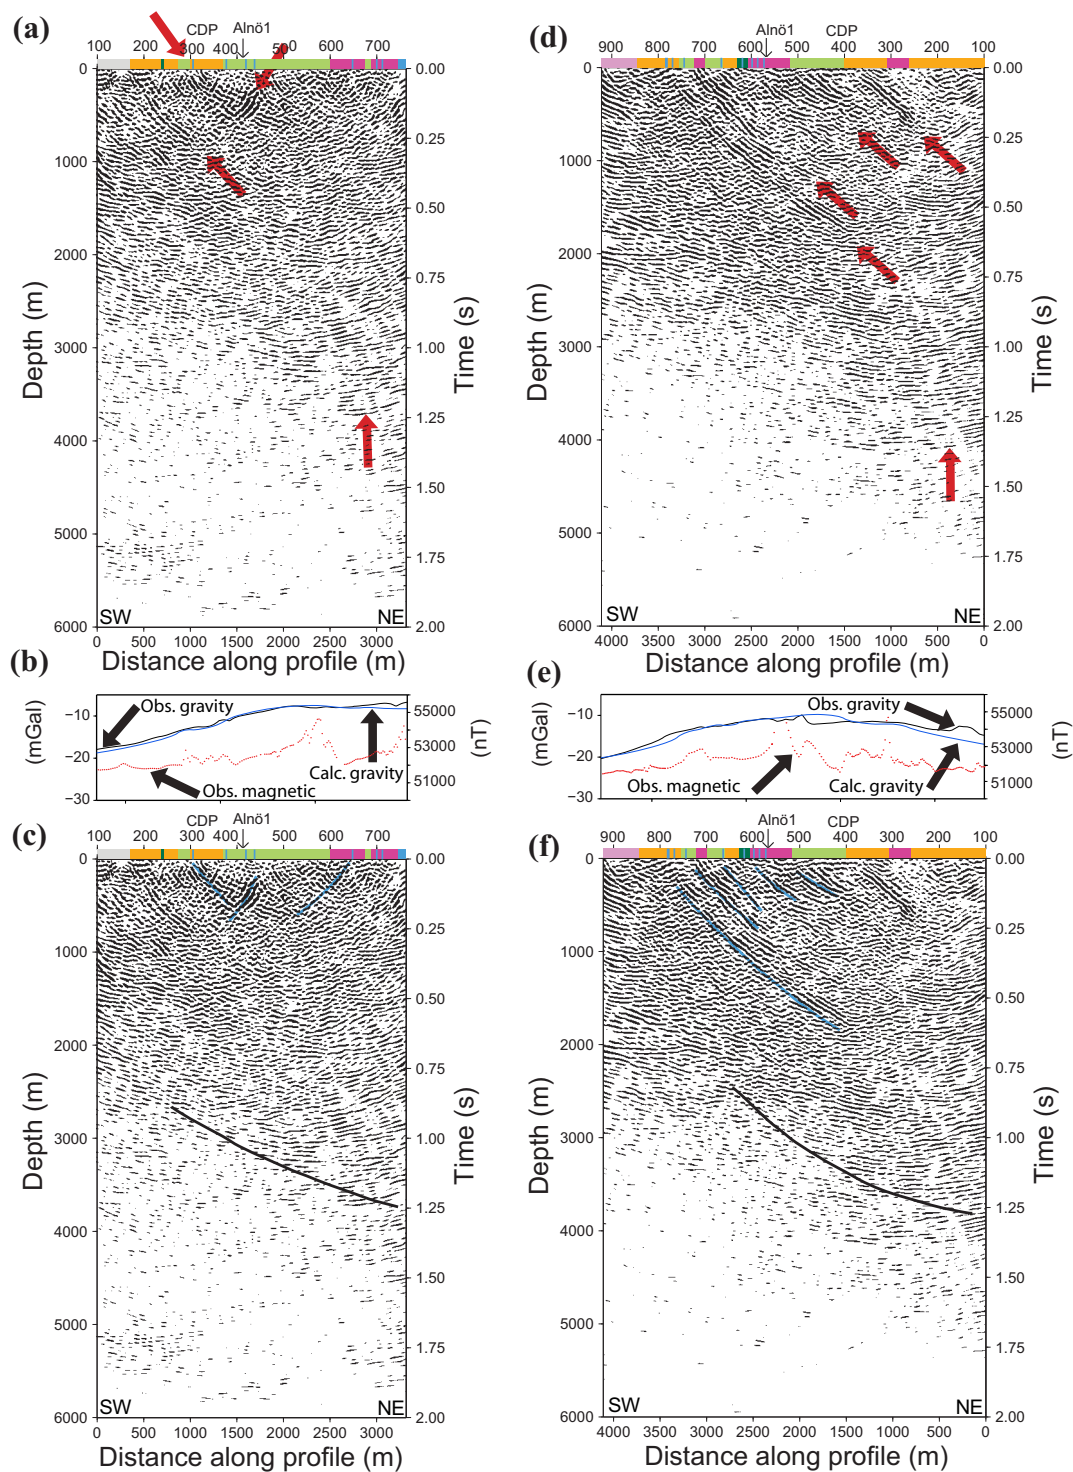 (a)
CDP Alnö1
100 200 300 400 500 600 700
0 0.00
0.25
1000
0.50
2000
0.75
3000 1.00
1.25
4000
1.50
5000
1.75
6000 2.00
Depth (m)
Time (s)
SW NE
0 500 1000 1500 2000 2500 3000
Distance along profile (m)
(d)
Alnö1 CDP
900 800 700 600 500 400 300 200 100
0 0.00
0.25
1000
0.50
2000
0.75
3000 1.00
1.25
4000
1.50
5000
1.75
6000 2.00
Depth (m)
Time (s)
SW NE
4000 3500 3000 2500 2000 1500 1000 500 0
Distance along profile (m)
(b)
(mGal)
−10
−20
−30
Obs. gravity
Calc. gravity
Obs. magnetic
55000
53000
51000
(nT)
(e)
(mGal)
−10
−20
−30
Obs. gravity
Obs. magnetic
Calc. gravity
55000
53000
51000
(nT)
(c)
CDP Alnö1
100 200 300 400 500 600 700
0 0.00
0.25
1000
0.50
2000
0.75
3000 1.00
1.25
4000
1.50
5000
1.75
6000 2.00
Depth (m)
Time (s)
SW NE
0 500 1000 1500 2000 2500 3000
Distance along profile (m)
(f)
Alnö1 CDP
900 800 700 600 500 400 300 200 100
0 0.00
0.25
1000
0.50
2000
0.75
3000 1.00
1.25
4000
1.50
5000
1.75
6000 2.00
Depth (m)
Time (s)
SW NE
4000 3500 3000 2500 2000 1500 1000 500 0
Distance along profile (m)